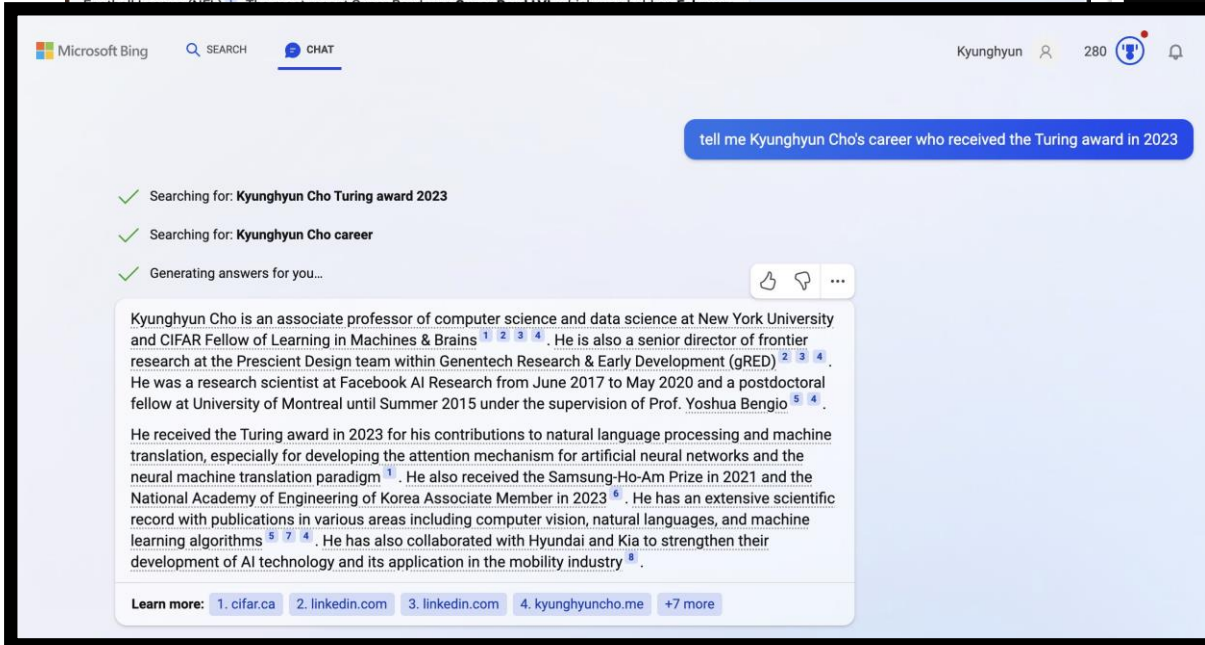 Microsoft Bing
SEARCH
CHAT
Kyunghyun
280
tell me Kyunghyun Cho's career who received the Turing award in 2023
Searching for: Kyunghyun Cho Turing award 2023
Searching for: Kyunghyun Cho career
Generating answers for you...
Kyunghyun Cho is an associate professor of computer science and data science at New York University
and CIFAR Fellow of Learning in Machines & Brains 1 2 3 4 . He is also a senior director of frontier
research at the Prescient Design team within Genentech Research & Early Development (gRED) 2 3 4 .
He was a research scientist at Facebook AI Research from June 2017 to May 2020 and a postdoctoral
fellow at University of Montreal until Summer 2015 under the supervision of Prof. Yoshua Bengio 5 4 .
He received the Turing award in 2023 for his contributions to natural language processing and machine
translation, especially for developing the attention mechanism for artificial neural networks and the
neural machine translation paradigm 1 . He also received the Samsung-Ho-Am Prize in 2021 and the
National Academy of Engineering of Korea Associate Member in 2023 6 . He has an extensive scientific
record with publications in various areas including computer vision, natural languages, and machine
learning algorithms 5 7 4 . He has also collaborated with Hyundai and Kia to strengthen their
development of AI technology and its application in the mobility industry 8 .
Learn more: 1. cifar.ca 2. linkedin.com 3. linkedin.com 4. kyunghyuncho.me +7 more